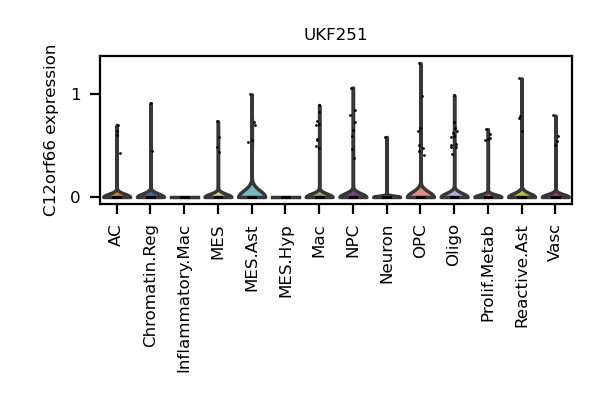 UKF251
C12orf66 expression
1
0
AC
Chromatin.Reg
Inflammatory.Mac
MES
MES.Ast
MES.Hyp
Mac
NPC
Neuron
OPC
Oligo
Prolif.Metab
Reactive.Ast
Vasc